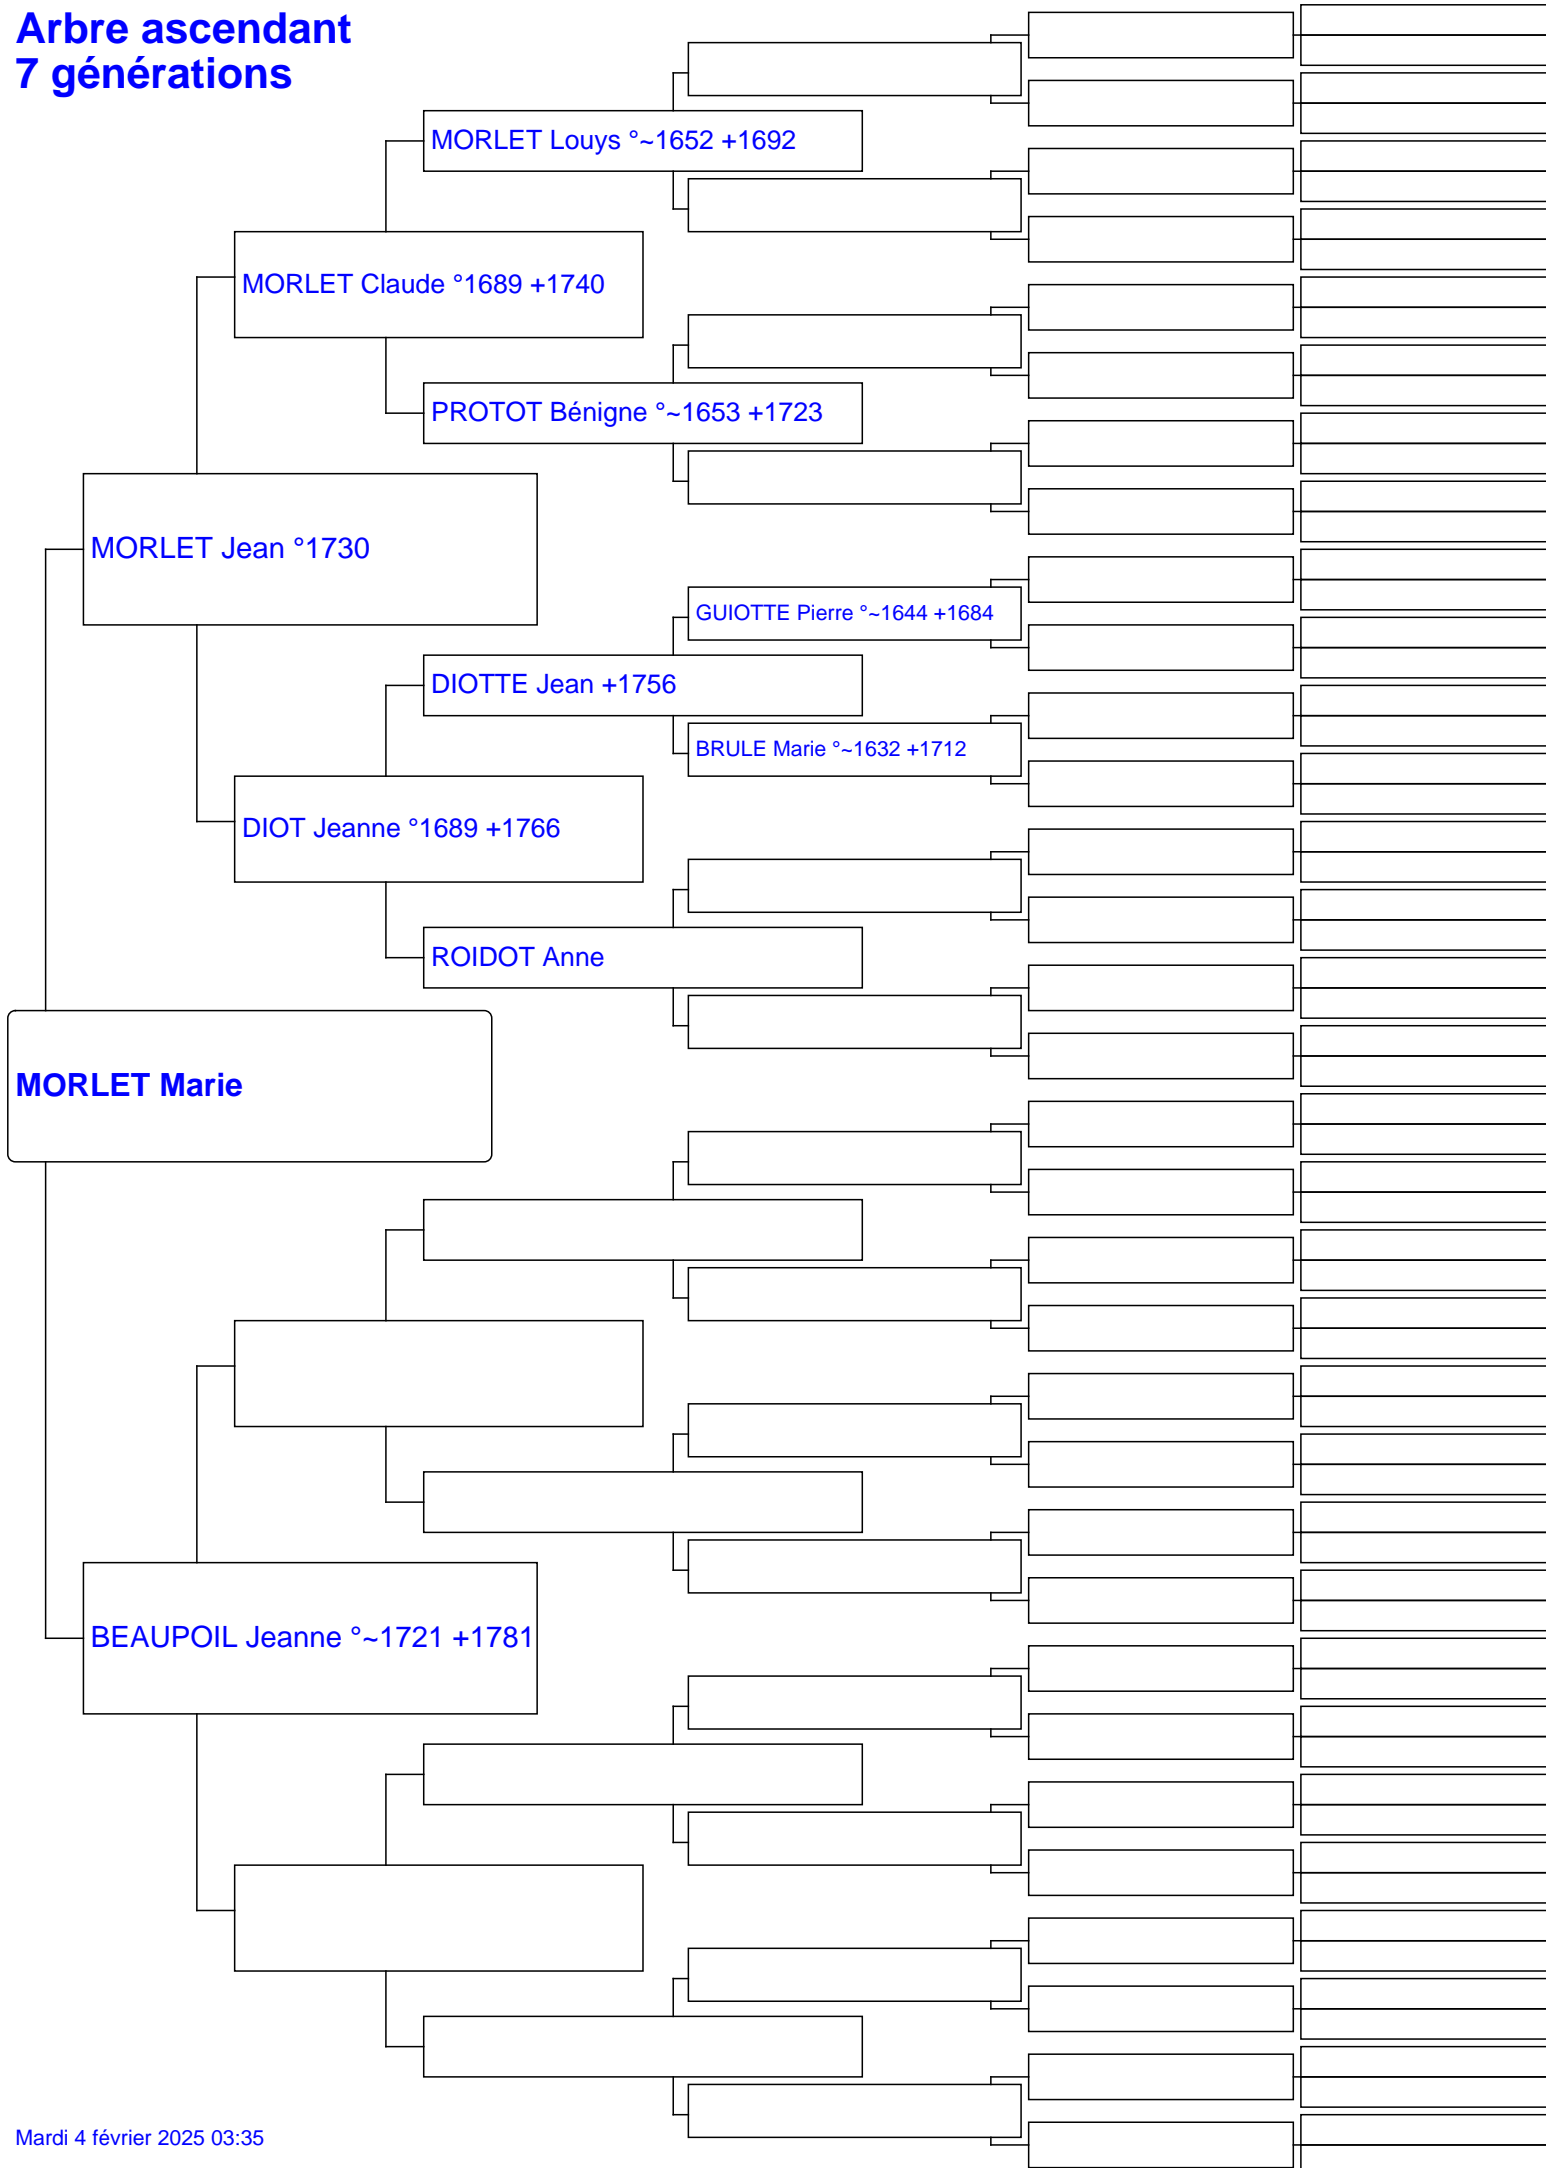 Arbre ascendant
7 générations
MORLET Louys °~1652 +1692
MORLET Claude °1689 +1740
PROTOT Bénigne °~1653 +1723
MORLET Jean °1730
GUIOTTE Pierre °~1644 +1684
DIOTTE Jean +1756
BRULE Marie °~1632 +1712
DIOT Jeanne °1689 +1766
ROIDOT Anne
MORLET Marie
BEAUPOIL Jeanne °~1721 +1781
Mardi 4 février 2025 03:35